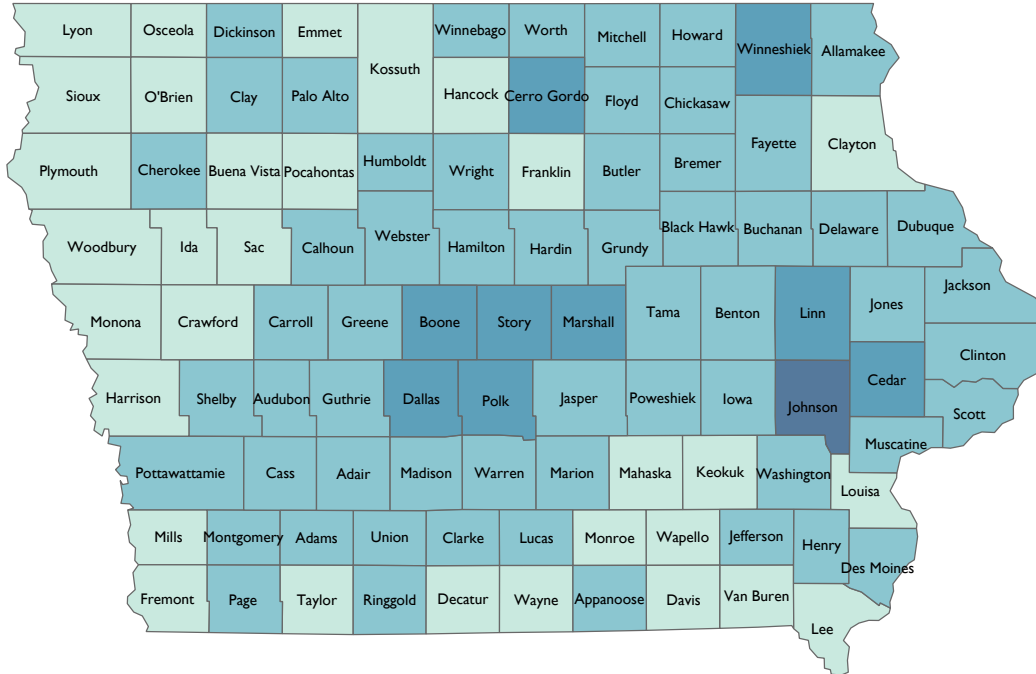 Lyon
Osceola
Dickinson
Emmet
Winnebago
Worth
Mitchell
Howard
Winneshiek
Allamakee
Kossuth
Sioux
O'Brien
Clay
Palo Alto
Hancock
Cerro Gordo
Floyd
Chickasaw
Fayette
Clayton
Plymouth
Cherokee
Buena Vista
Pocahontas
Humboldt
Wright
Franklin
Butler
Bremer
Woodbury
Ida
Sac
Calhoun
Webster
Hamilton
Hardin
Grundy
Black Hawk
Buchanan
Delaware
Dubuque
Monona
Crawford
Carroll
Greene
Boone
Story
Marshall
Tama
Benton
Linn
Jones
Jackson
Clinton
Harrison
Shelby
Audubon
Guthrie
Dallas
Polk
Jasper
Poweshiek
Iowa
Johnson
Cedar
Scott
Muscatine
Pottawattamie
Cass
Adair
Madison
Warren
Marion
Mahaska
Keokuk
Washington
Louisa
Mills
Montgomery
Adams
Union
Clarke
Lucas
Monroe
Wapello
Jefferson
Henry
Des Moines
Fremont
Page
Taylor
Ringgold
Decatur
Wayne
Appanoose
Davis
Van Buren
Lee